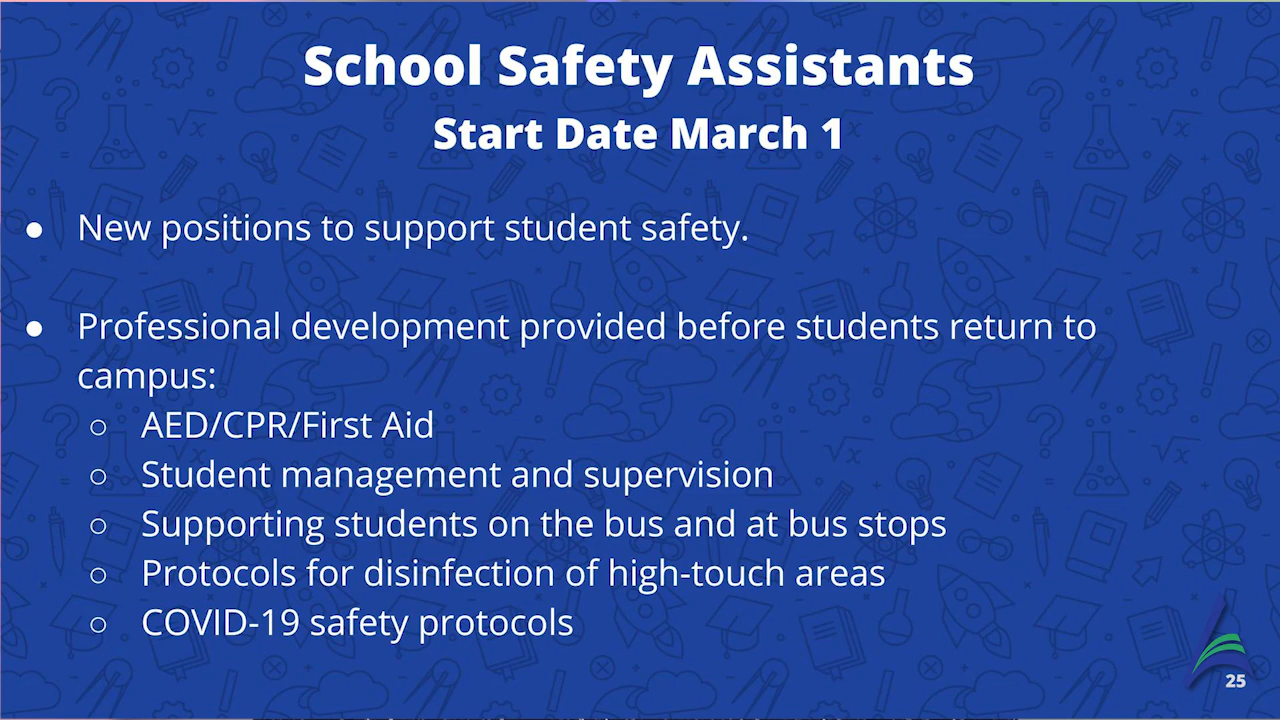 School Safety Assistants
Start Date March 1
● New positions to support student safety.
● Professional development provided before students return to
campus:
○ AED/CPR/First Aid
○ Student management and supervision
○ Supporting students on the bus and at bus stops
○ Protocols for disinfection of high-touch areas
○ COVID-19 safety protocols
25